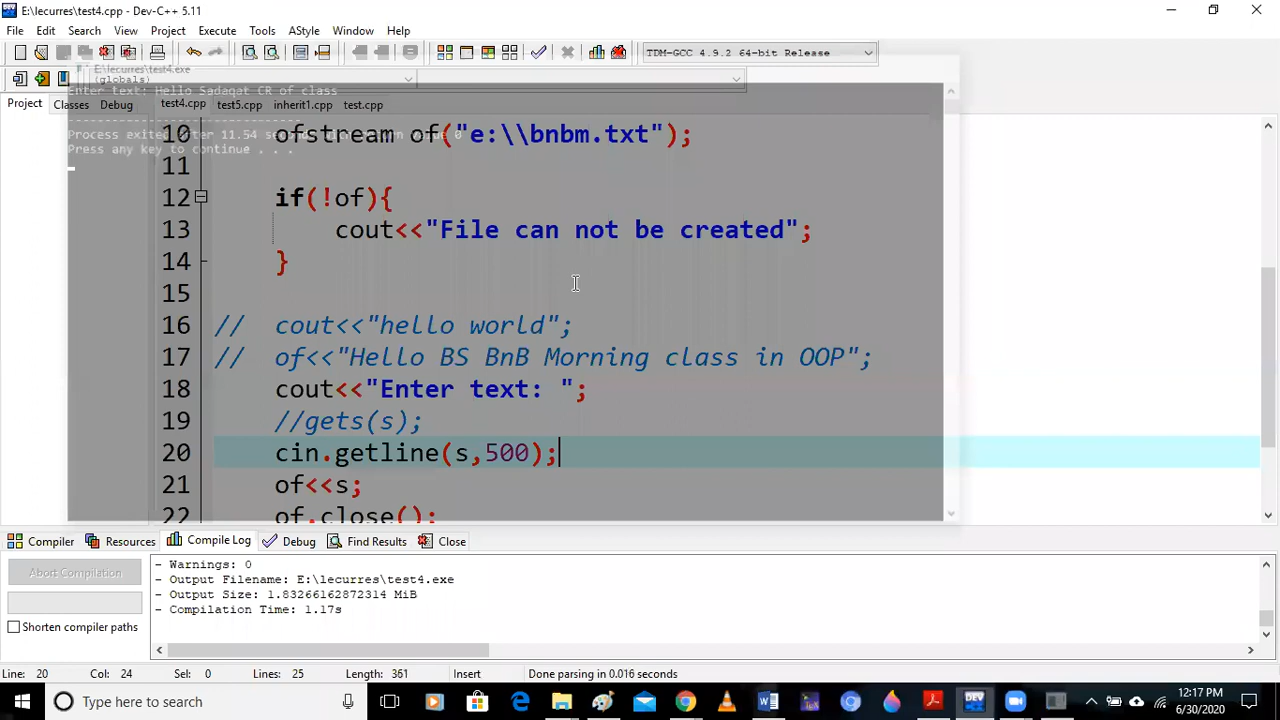 E:\lecurres\test4.cpp - Dev-C++ 5.11
File Edit Search View Project Execute Tools AStyle Window Help
TDM-GCC 4.9.2 64-bit Release
E:\lecurres\test4.exe
(globals)
Enter text: Hello Sadaqat CR of class
Project Classes Debug test4.cpp test5.cpp inherit1.cpp test.cpp
--------------------------------
Process exited after 11.54 seconds with return value 0
Press any key to continue . . .
10 ofstream of("e:\\bnbm.txt");
11
12 if(!of){
13 cout<<"File can not be created";
14 }
15
16 // cout<<"hello world";
17 // of<<"Hello BS BnB Morning class in OOP";
18 cout<<"Enter text: ";
19 //gets(s);
20 cin.getline(s,500);
21 of<<s;
22 of.close();
Compiler Resources Compile Log Debug Find Results Close
Abort Compilation
Shorten compiler paths
- Warnings: 0
- Output Filename: E:\lecurres\test4.exe
- Output Size: 1.83266162872314 MiB
- Compilation Time: 1.17s
Line: 20 Col: 24 Sel: 0 Lines: 25 Length: 361 Insert Done parsing in 0.016 seconds
Type here to search
DEV
12:17 PM
6/30/2020